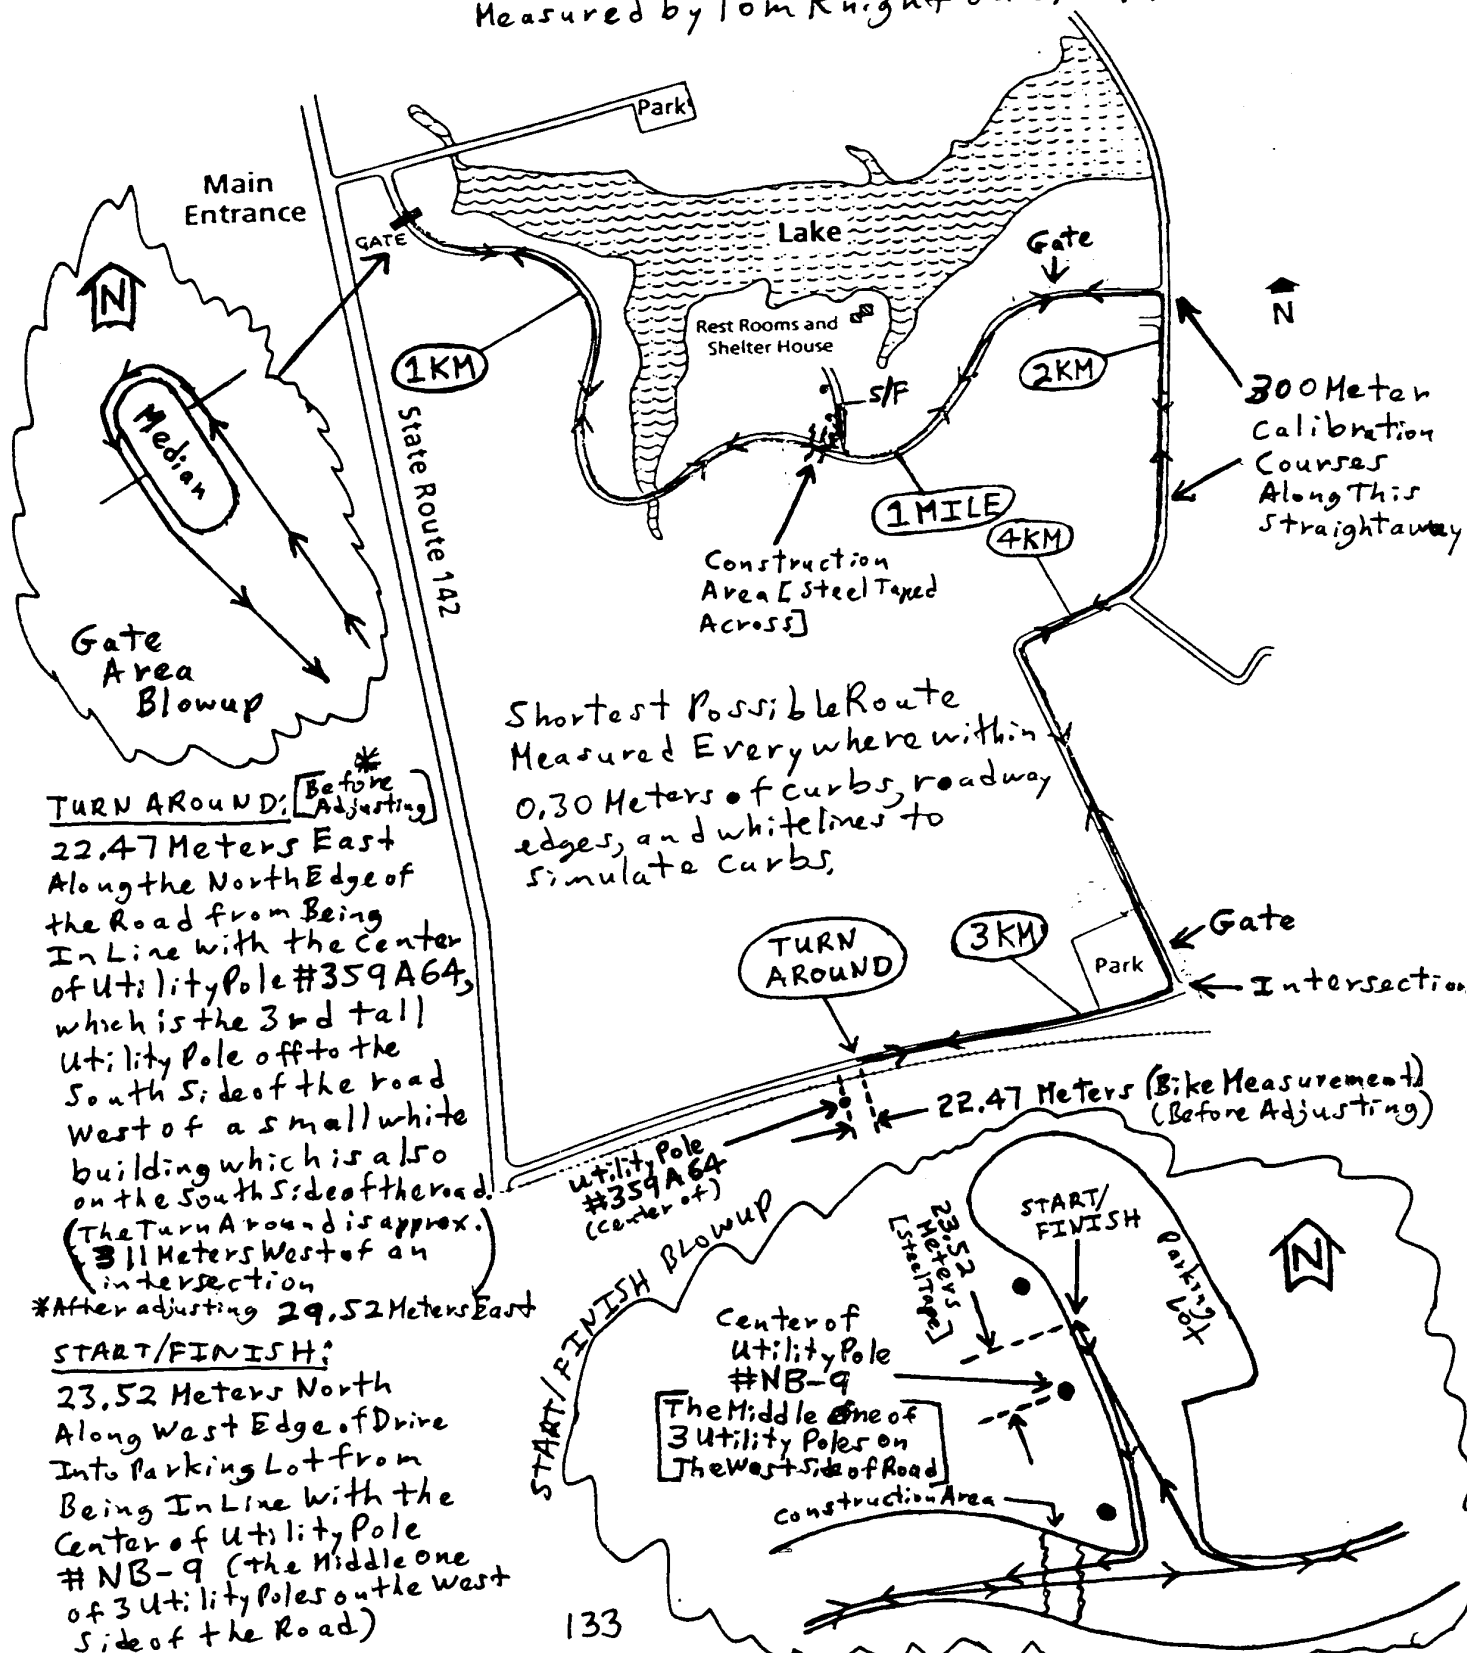 Measured by Tom Knight
Park
Main
Entrance
GATE
Lake
Gate
N
N
Rest Rooms and
Shelter House
1KM
S/F
2KM
300 Meter
Calibration
Courses
Along This
Straightaway
Median
State Route 142
1 MILE
4KM
Construction
Area [Steel Taped
Across]
Gate
Area
Blowup
Shortest Possible Route
Measured Everywhere within
0.30 Meters of curbs, roadway
edges, and white lines to
simulate curbs.
TURN AROUND: [Before
Adjusting] *
22.47 Meters East
Along the North Edge of
the Road from Being
In Line with the Center
of Utility Pole #359A64,
which is the 3rd tall
Utility Pole off to the
South Side of the road
West of a small white
building which is also
on the South Side of the road.
(The Turn Around is approx.
311 Meters West of an
intersection)
*After adjusting 29.52 Meters East
START/FINISH:
23.52 Meters North
Along West Edge of Drive
Into Parking Lot from
Being In Line With the
Center of Utility Pole
#NB-9 (the Middle one
of 3 Utility Poles on the West
Side of the Road)
TURN
AROUND
3KM
Park
Gate
Intersection
22.47 Meters (Bike Measurement)
(Before Adjusting)
Utility Pole
#359A64
(center of)
START/FINISH BLOWUP
23.52
Meters
[Steel Tape]
START/
FINISH
Parking
Lot
N
Center of
Utility Pole
#NB-9
[The Middle One of
3 Utility Poles on
The West Side of Road]
Construction Area
133